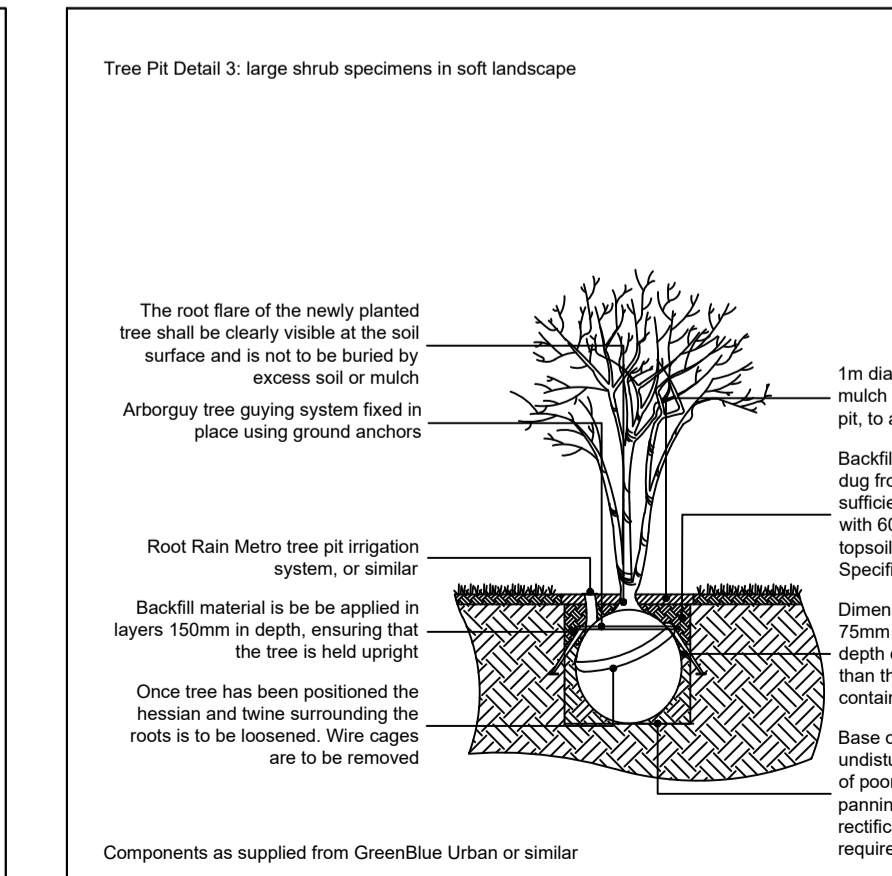 Tree Pit Detail 3: large shrub specimens in soft landscape
The root flare of the newly planted
tree shall be clearly visible at the soil
surface and is not to be buried by
excess soil or mulch
Arborguy tree guying system fixed in
place using ground anchors
Root Rain Metro tree pit irrigation
system, or similar
Backfill material is be be applied in
layers 150mm in depth, ensuring that
the tree is held upright
Once tree has been positioned the
hessian and twine surrounding the
roots is to be loosened. Wire cages
are to be removed
1m dia
mulch
pit, to a
Backfil
dug fro
sufficie
with 60
topsoil
Specifi
Dimen
75mm
depth
than th
contain
Base o
undistu
of poor
pannin
rectific
require
Components as supplied from GreenBlue Urban or similar